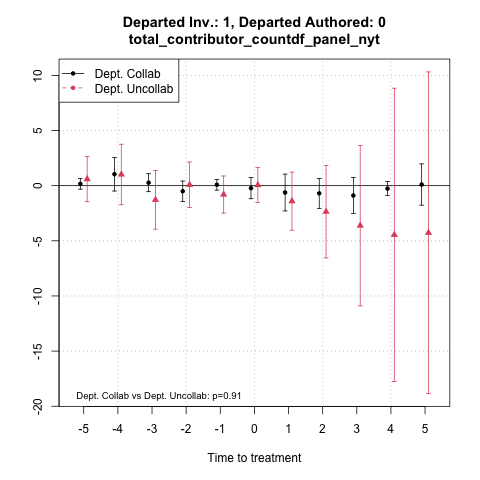 Departed Inv.: 1, Departed Authored: 0
total_contributor_countdf_panel_nyt
Dept. Collab
Dept. Uncollab
10
5
0
-5
-10
-15
-20
Dept. Collab vs Dept. Uncollab: p=0.91
-5 -4 -3 -2 -1 0 1 2 3 4 5
Time to treatment